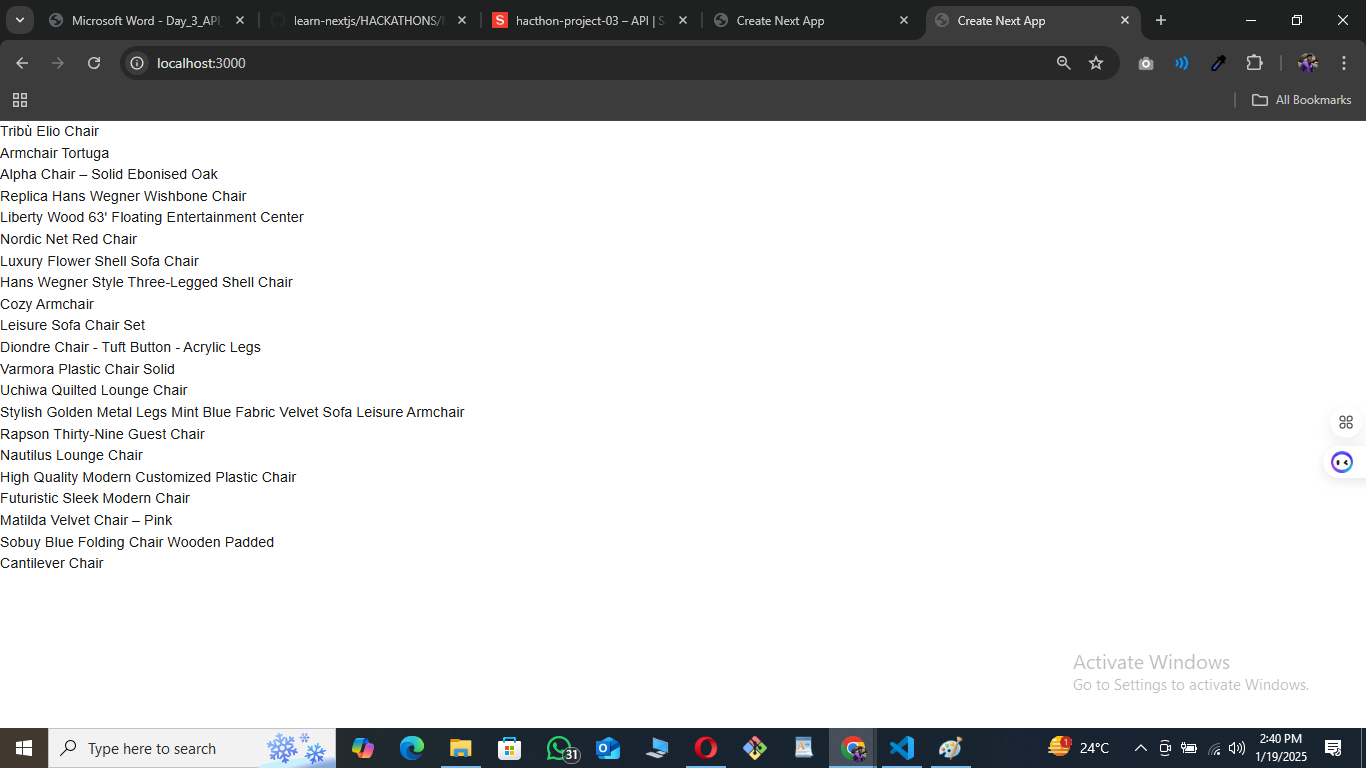 Microsoft Word - Day_3_API
learn-nextjs/HACKATHONS/
hacthon-project-03 – API | S
Create Next App
Create Next App
localhost:3000
All Bookmarks
Tribù Elio Chair
Armchair Tortuga
Alpha Chair – Solid Ebonised Oak
Replica Hans Wegner Wishbone Chair
Liberty Wood 63' Floating Entertainment Center
Nordic Net Red Chair
Luxury Flower Shell Sofa Chair
Hans Wegner Style Three-Legged Shell Chair
Cozy Armchair
Leisure Sofa Chair Set
Diondre Chair - Tuft Button - Acrylic Legs
Varmora Plastic Chair Solid
Uchiwa Quilted Lounge Chair
Stylish Golden Metal Legs Mint Blue Fabric Velvet Sofa Leisure Armchair
Rapson Thirty-Nine Guest Chair
Nautilus Lounge Chair
High Quality Modern Customized Plastic Chair
Futuristic Sleek Modern Chair
Matilda Velvet Chair – Pink
Sobuy Blue Folding Chair Wooden Padded
Cantilever Chair
Activate Windows
Go to Settings to activate Windows.
Type here to search
31
1
24°C
2:40 PM
1/19/2025